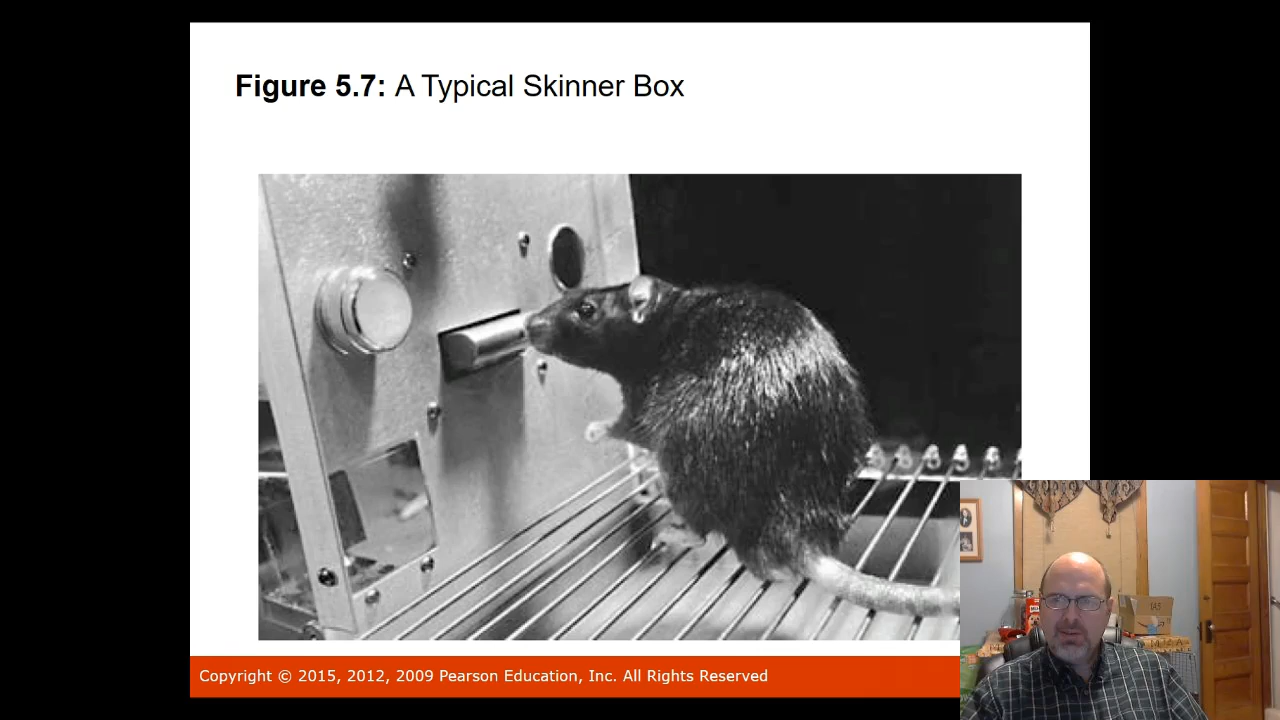 Figure 5.7: A Typical Skinner Box
Copyright © 2015, 2012, 2009 Pearson Education, Inc. All Rights Reserved